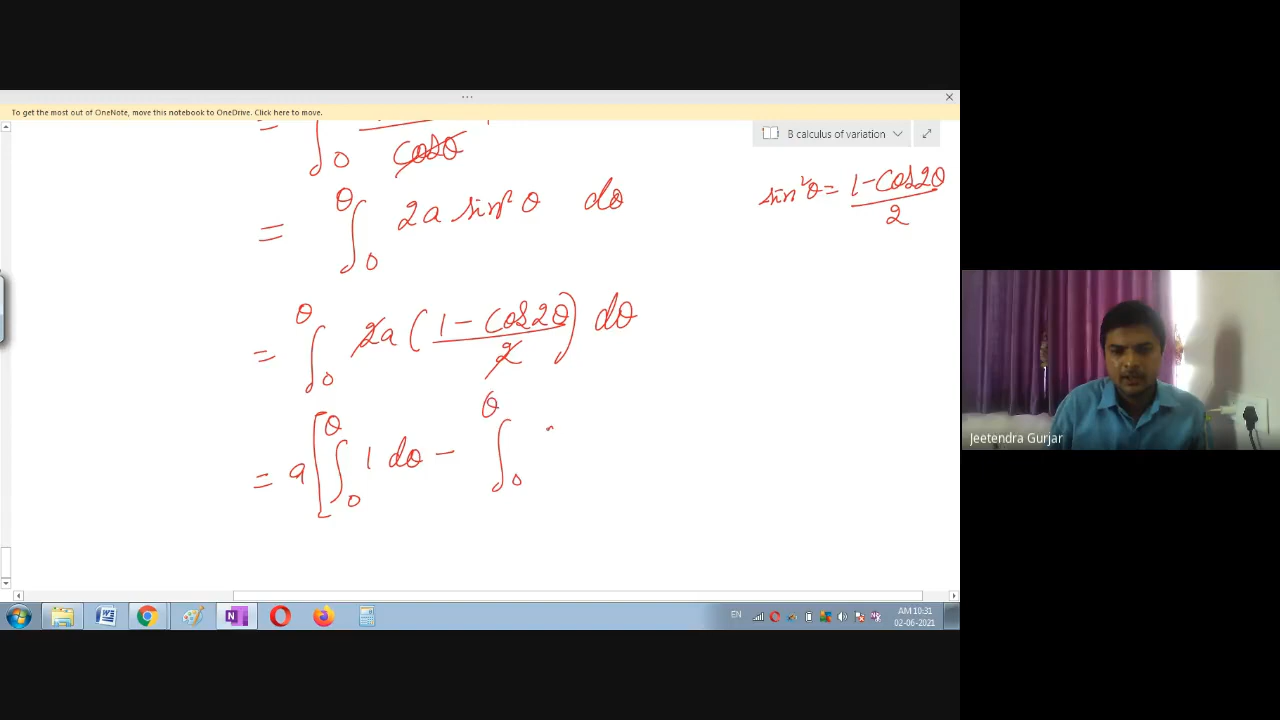 To get the most out of OneNote, move this notebook to OneDrive. Click here to move.
B calculus of variation
= ∫₀ cosθ
= ∫₀^θ 2a sin²θ dθ
sin²θ = (1-cos2θ)/2
= ∫₀^θ 2a ( (1 - cos2θ)/2 ) dθ
= a [ ∫₀^θ 1 dθ - ∫₀^θ
Jeetendra Gurjar
EN
AM 10:31
02-06-2021